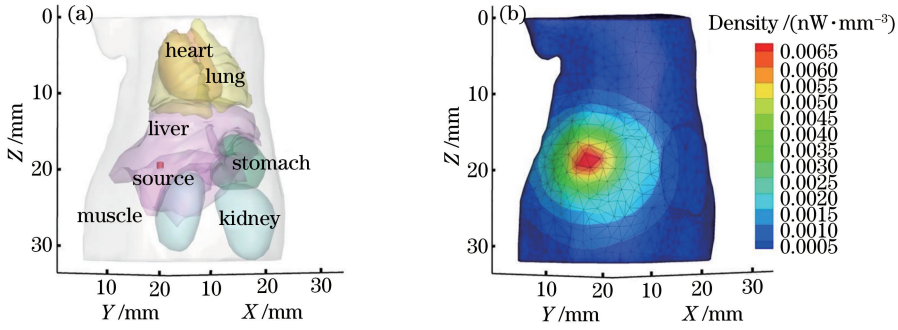 (a)
0
10
20
30
Z /mm
heart
lung
liver
stomach
source
muscle
kidney
10 20 10 20 30
Y /mm X /mm
(b)
0
10
20
30
Z /mm
10 20 10 20 30
Y /mm X /mm
Density /(nW·mm⁻³)
0.0065
0.0060
0.0055
0.0050
0.0045
0.0040
0.0035
0.0030
0.0025
0.0020
0.0015
0.0010
0.0005